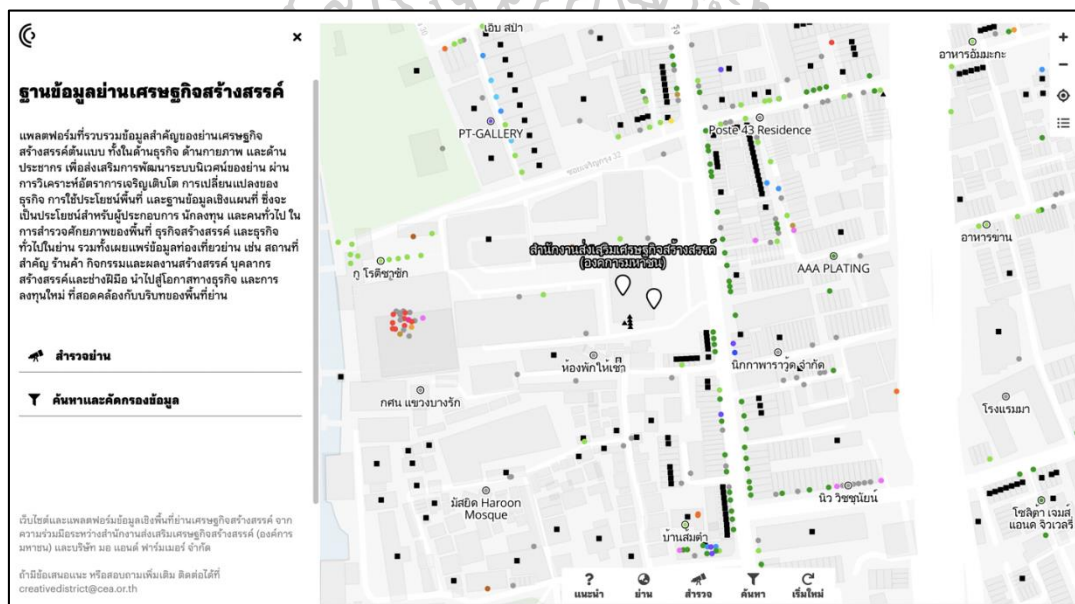 ฐานข้อมูลย่านเศรษฐกิจสร้างสรรค์
แพลตฟอร์มที่รวบรวมข้อมูลสำคัญของย่านเศรษฐกิจ
สร้างสรรค์ต้นแบบ ทั้งในด้านธุรกิจ ด้านกายภาพ และด้าน
ประชากร เพื่อส่งเสริมการพัฒนาระบบนิเวศน์ของย่าน ผ่าน
การวิเคราะห์อัตราการเจริญเติบโต การเปลี่ยนแปลงของ
ธุรกิจ การใช้ประโยชน์พื้นที่ และฐานข้อมูลเชิงแผนที่ ซึ่งจะ
เป็นประโยชน์สำหรับผู้ประกอบการ นักลงทุน และคนทั่วไป ใน
การสำรวจศักยภาพของพื้นที่ ธุรกิจสร้างสรรค์ และธุรกิจ
ทั่วไปในย่าน รวมทั้งเผยแพร่ข้อมูลท่องเที่ยวย่าน เช่น สถานที่
สำคัญ ร้านค้า กิจกรรมและผลงานสร้างสรรค์ บุคลากร
สร้างสรรค์และช่างฝีมือ นำไปสู่โอกาสทางธุรกิจ และการ
ลงทุนใหม่ ที่สอดคล้องกับบริบทของพื้นที่ย่าน
สำรวจย่าน
ค้นหาและคัดกรองข้อมูล
เว็บไซต์และแพลตฟอร์มข้อมูลเชิงพื้นที่ย่านเศรษฐกิจสร้างสรรค์ จาก
ความร่วมมือระหว่างสำนักงานส่งเสริมเศรษฐกิจสร้างสรรค์ (องค์การ
มหาชน) และบริษัท มอ แอนด์ ฟาร์มเมอร์ จำกัด
ถ้ามีข้อเสนอแนะ หรือสอบถามเพิ่มเติม ติดต่อได้ที่
creativedistrict@cea.or.th
เอ็บ สปา
อาหารอัมมะกะ
PT-GALLERY
Poste 43 Residence
ซอยเจริญกรุง 32
อาหารข่าน
สำนักงานส่งเสริมเศรษฐกิจสร้างสรรค์
(องค์การมหาชน)
กู โรตีชาชัก
AAA PLATING
ห้องพักให้เช่า
นิกกาพาราวุ้ด จำกัด
กศน แขวงบางรัก
โรงแรมมา
มัสยิด Haroon
Mosque
นิว วิชชุนัยน์
โชลิตา เจมส์
แอนด์ จิวเวลรี่
บ้านส้มตำ
แนะนำ
ย่าน
สำรวจ
ค้นหา
เริ่มใหม่